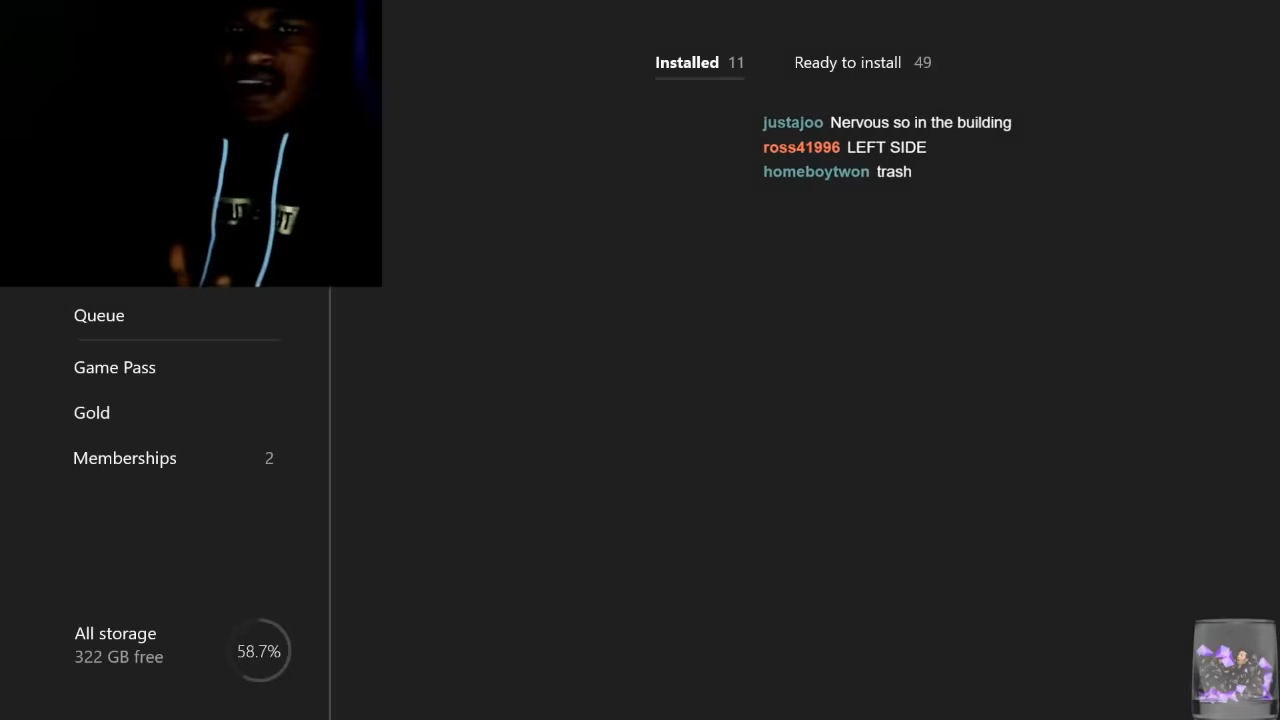 Installed 11
Ready to install 49
justajoo Nervous so in the building
ross41996 LEFT SIDE
homeboytwon trash
Queue
Game Pass
Gold
Memberships 2
All storage
322 GB free
58.7%